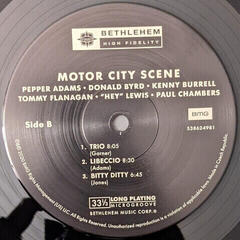 BETHLEHEM
HIGH FIDELITY
MOTOR CITY SCENE
PEPPER ADAMS • DONALD BYRD • KENNY BURRELL
TOMMY FLANAGAN • "HEY" LEWIS • PAUL CHAMBERS
Side B
BMG
538604981
1. TRIO 8:05
(Garner)
2. LIBECCIO 8:30
(Adams)
3. BITTY DITTY 6:45
(Jones)
33⅓ LONG PLAYING
MICROGROOVE
BETHLEHEM MUSIC CORP.®